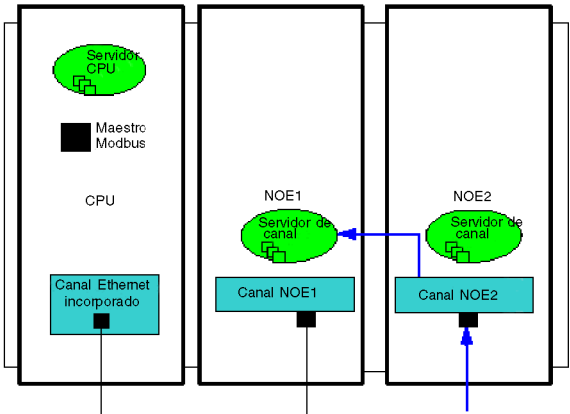 Servidor
CPU
Maestro
Modbus
CPU
Canal Ethernet
incorporado
NOE1
Servidor de
canal
Canal NOE1
NOE2
Servidor de
canal
Canal NOE2